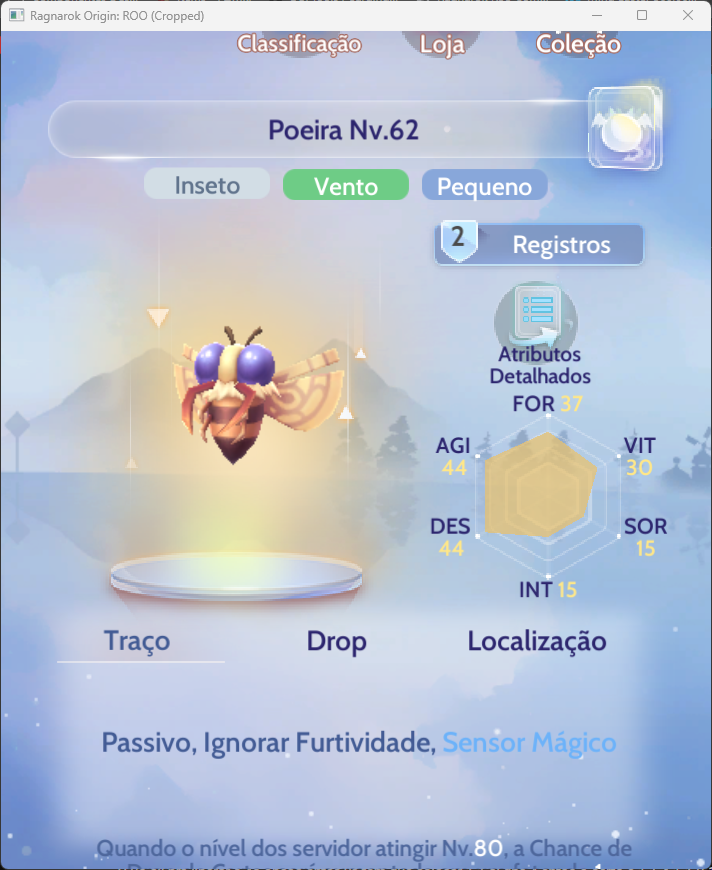 Ragnarok Origin: ROO (Cropped)
Classificação
Loja
Coleção
Poeira Nv.62
Inseto
Vento
Pequeno
2
Registros
Atributos
Detalhados
FOR 37
AGI
44
VIT
30
DES
44
SOR
15
INT 15
Traço
Drop
Localização
Passivo, Ignorar Furtividade, Sensor Mágico
Quando o nível dos servidor atingir Nv.80, a Chance de